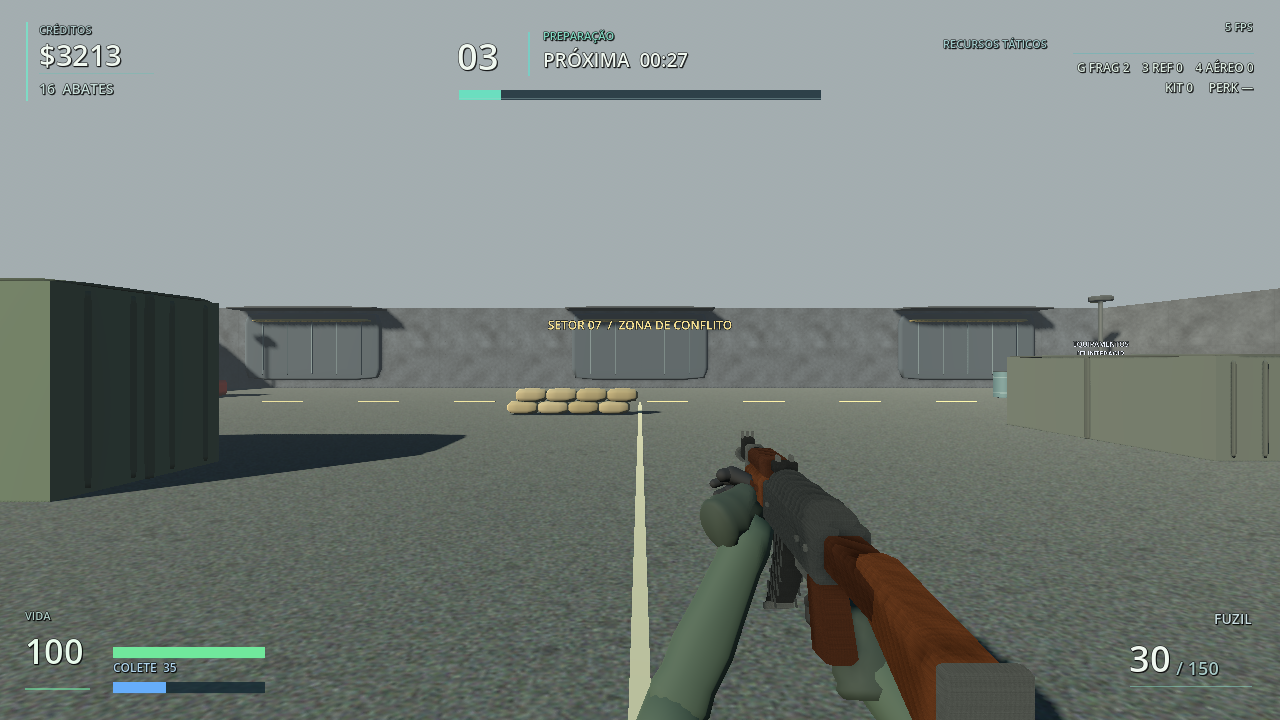 CRÉDITOS
$3213
16 ABATES
03
PREPARAÇÃO
PRÓXIMA 00:27
5 FPS
RECURSOS TÁTICOS
G FRAG 2 3 REF 0 4 AÉREO 0
KIT 0 PERK —
SETOR 07 / ZONA DE CONFLITO
EQUIPAMENTOS
VIDA
100
COLETE 35
FUZIL
30 / 150